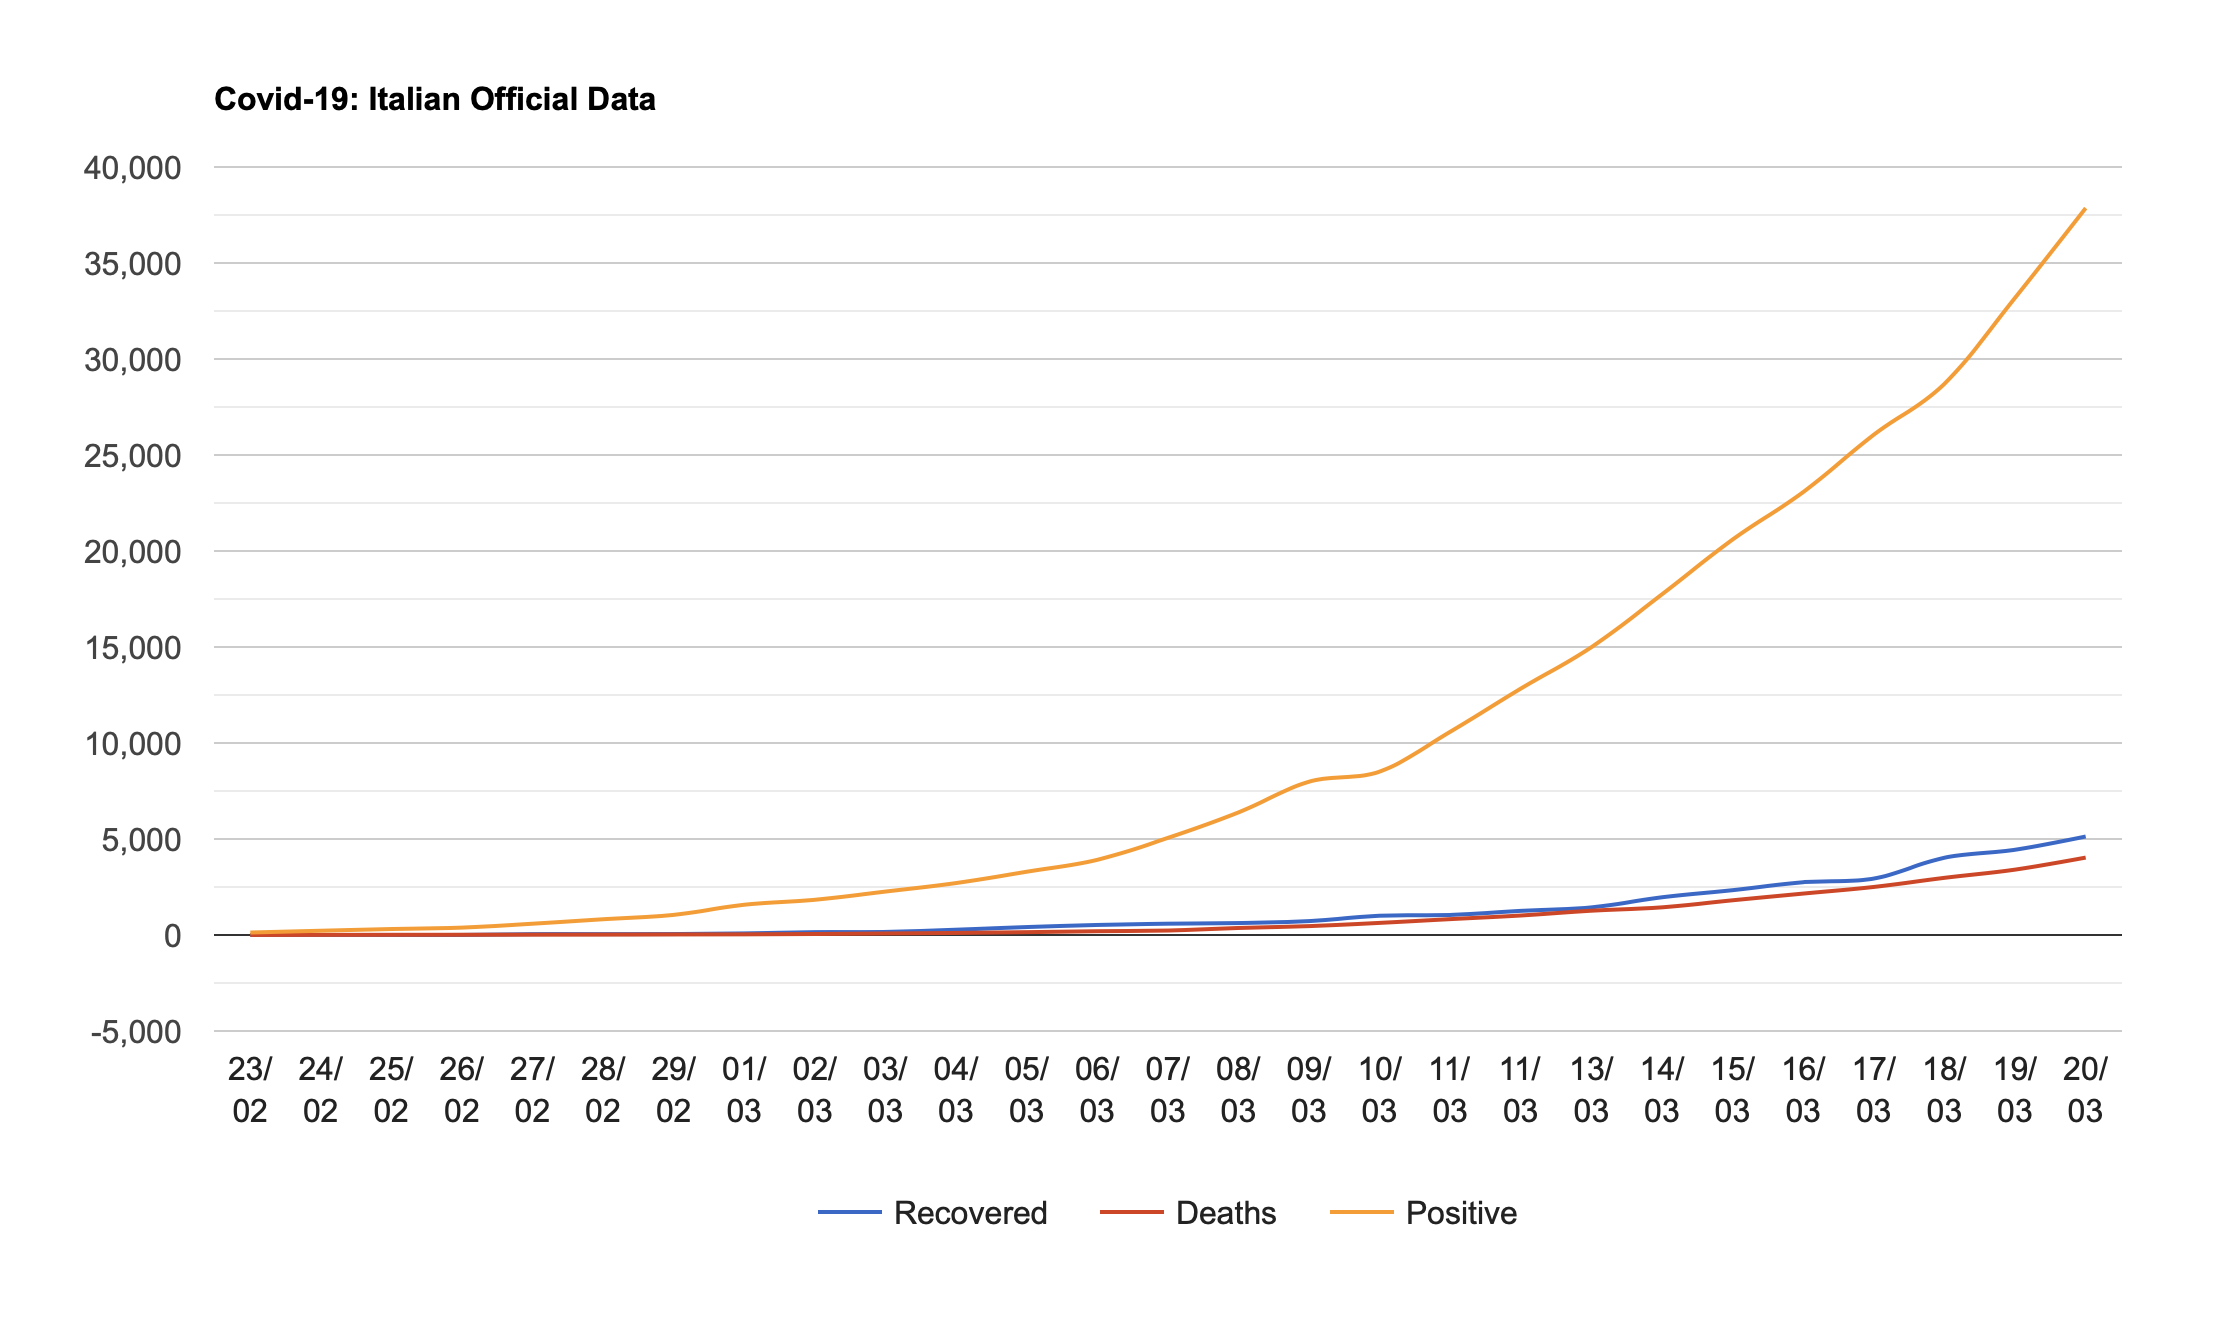 Covid-19: Italian Official Data
40,000
35,000
30,000
25,000
20,000
15,000
10,000
5,000
0
-5,000
23/ 24/ 25/ 26/ 27/ 28/ 29/ 01/ 02/ 03/ 04/ 05/ 06/ 07/ 08/ 09/ 10/ 11/ 11/ 13/ 14/ 15/ 16/ 17/ 18/ 19/ 20/
02 02 02 02 02 02 02 03 03 03 03 03 03 03 03 03 03 03 03 03 03 03 03 03 03 03 03
Recovered Deaths Positive